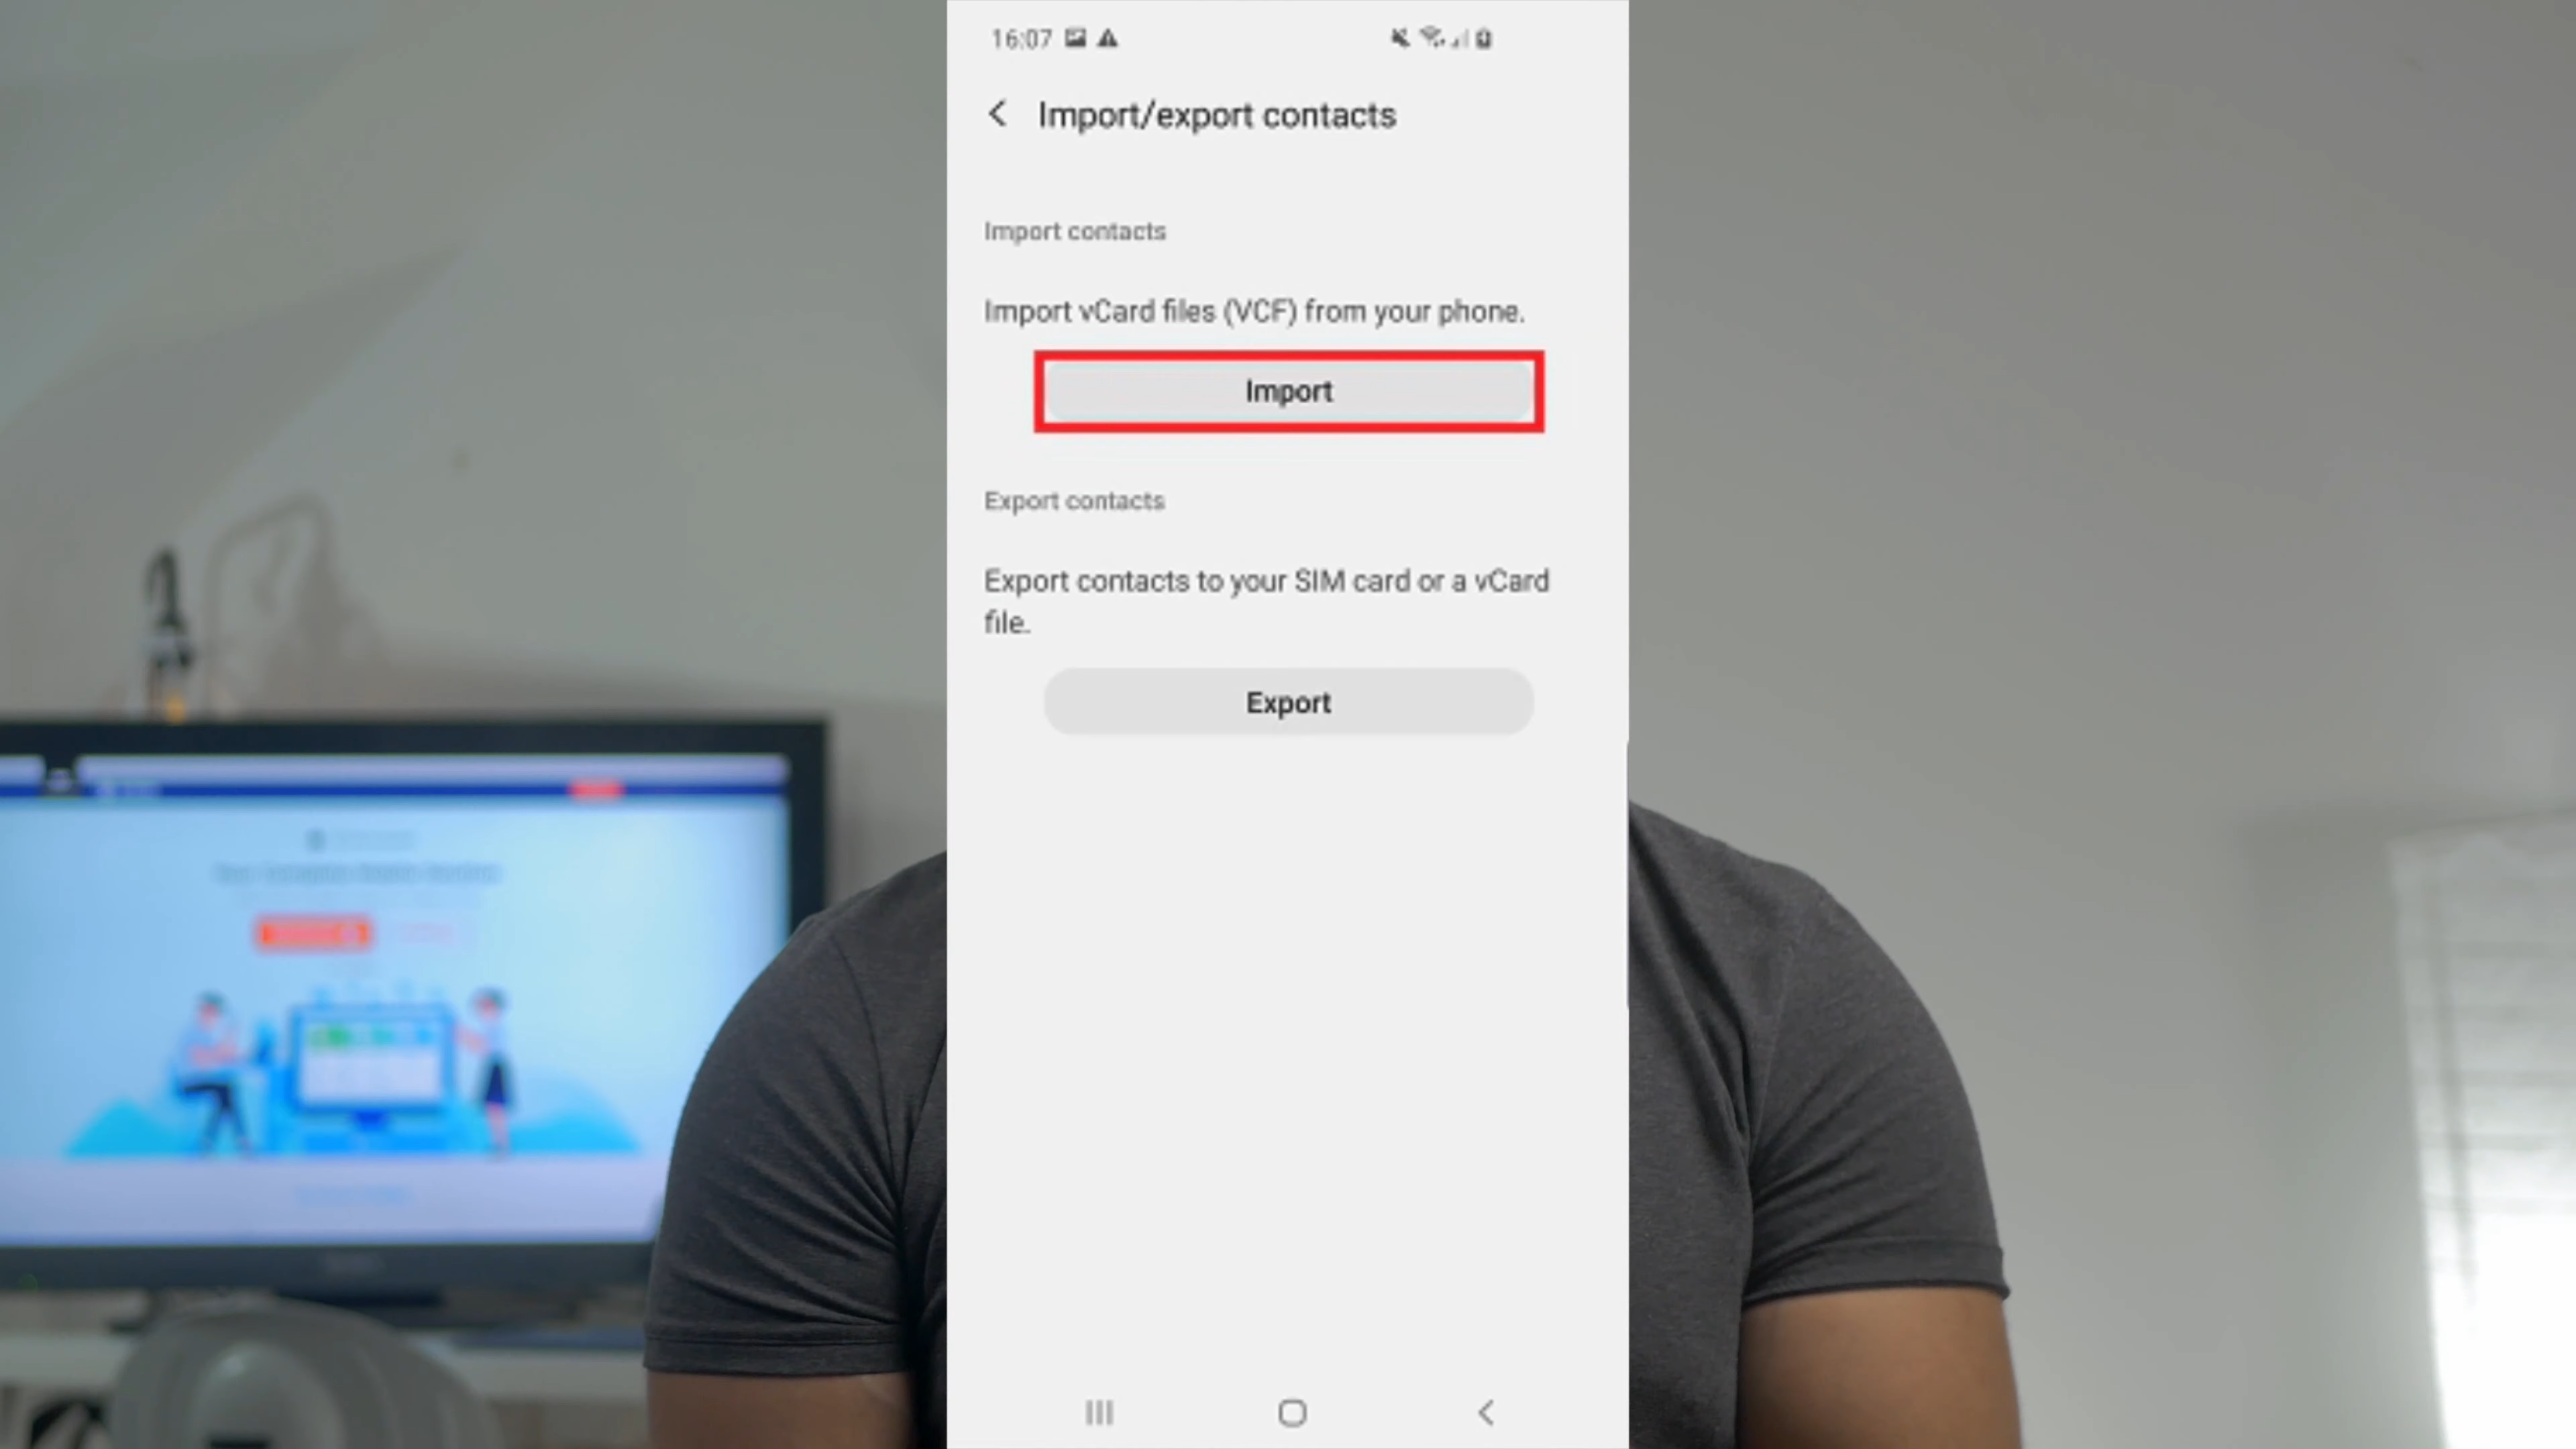 16:07
Import/export contacts
Import contacts
Import vCard files (VCF) from your phone.
Import
Export contacts
Export contacts to your SIM card or a vCard
file.
Export